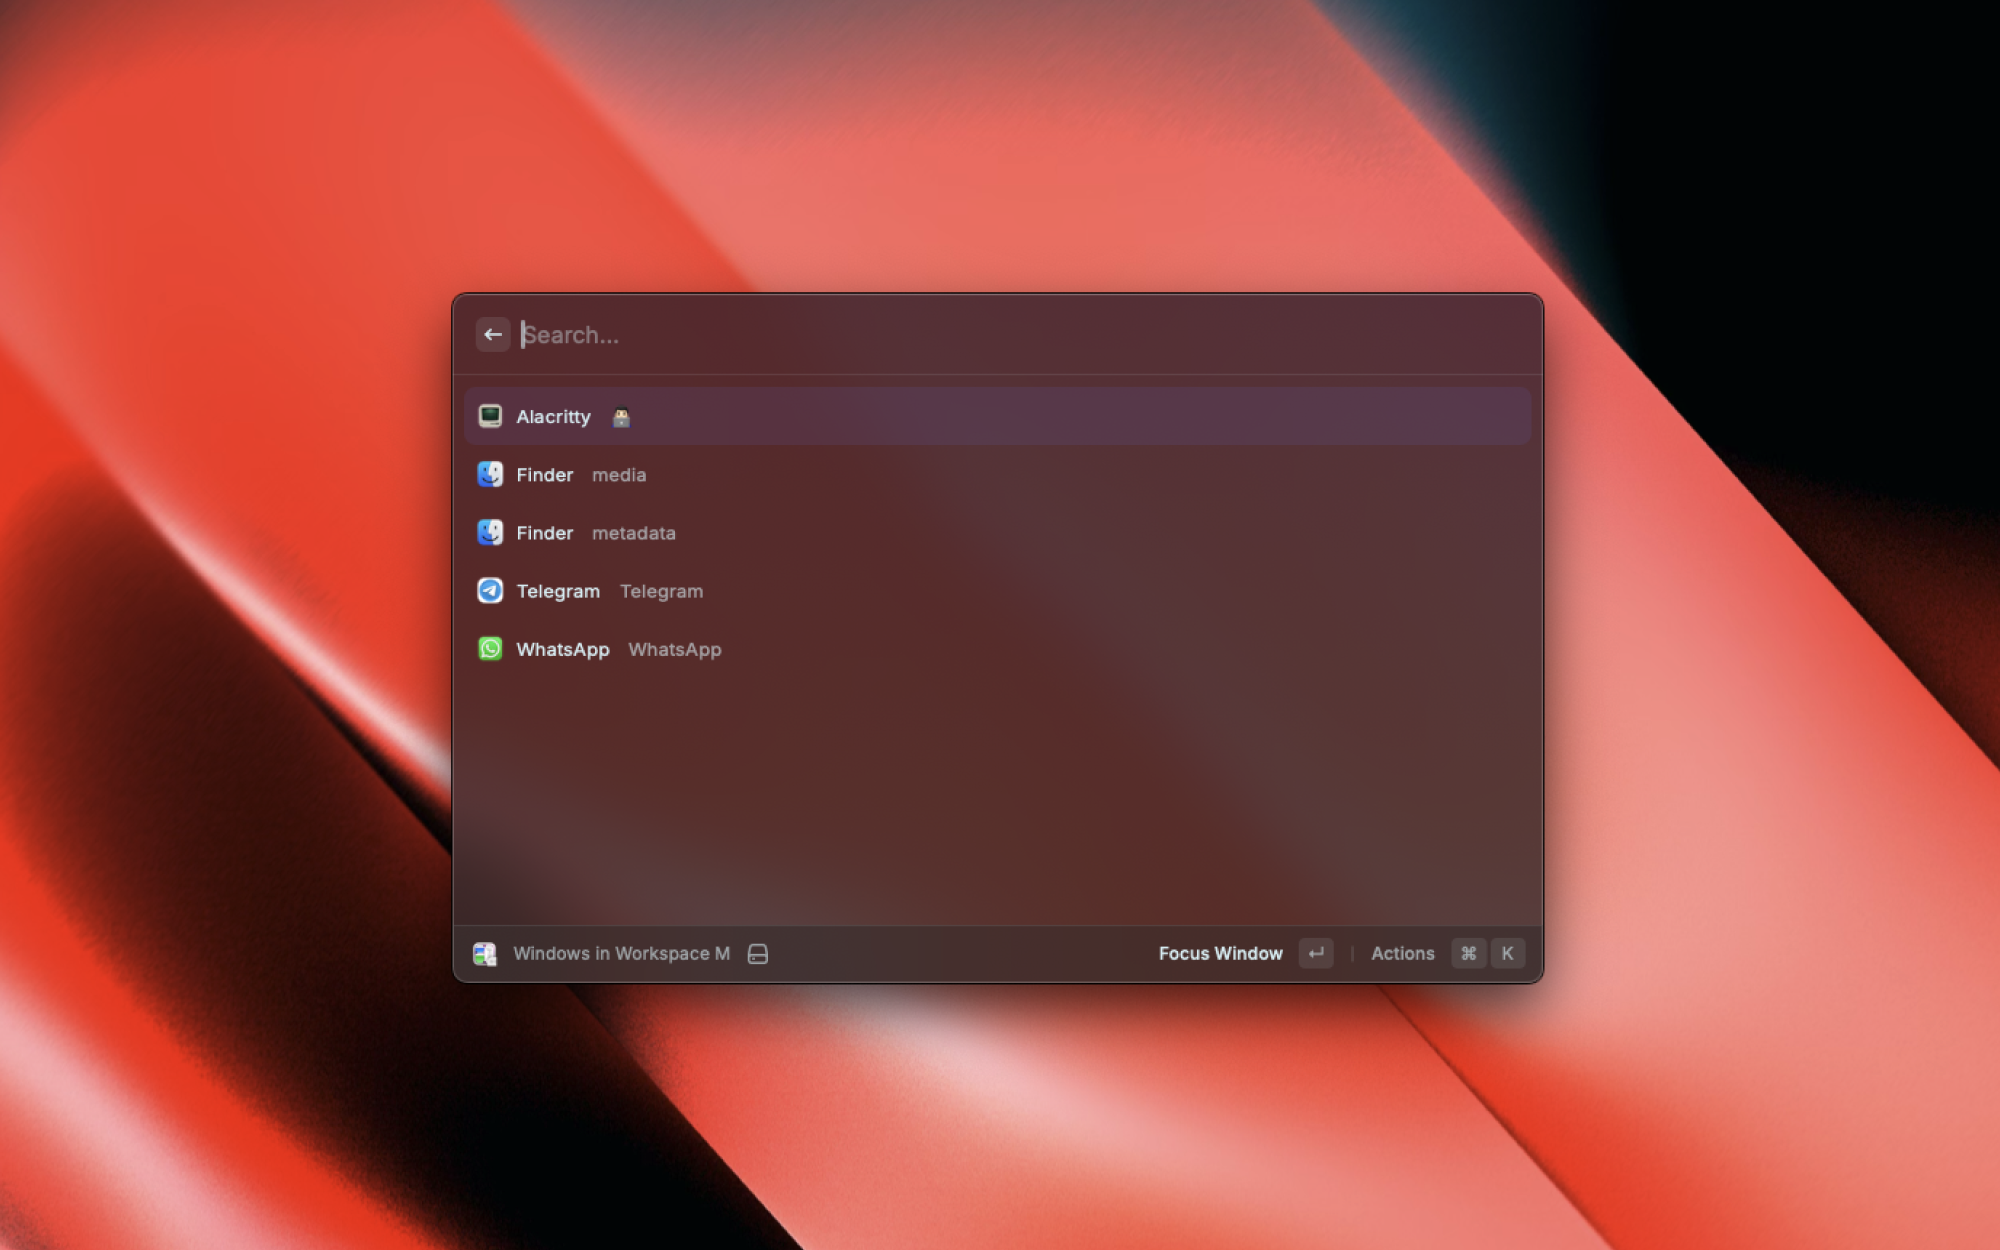 Search...
Alacritty 👨🏻‍💻
Finder media
Finder metadata
Telegram Telegram
WhatsApp WhatsApp
Windows in Workspace M Focus Window ↵ | Actions ⌘ K